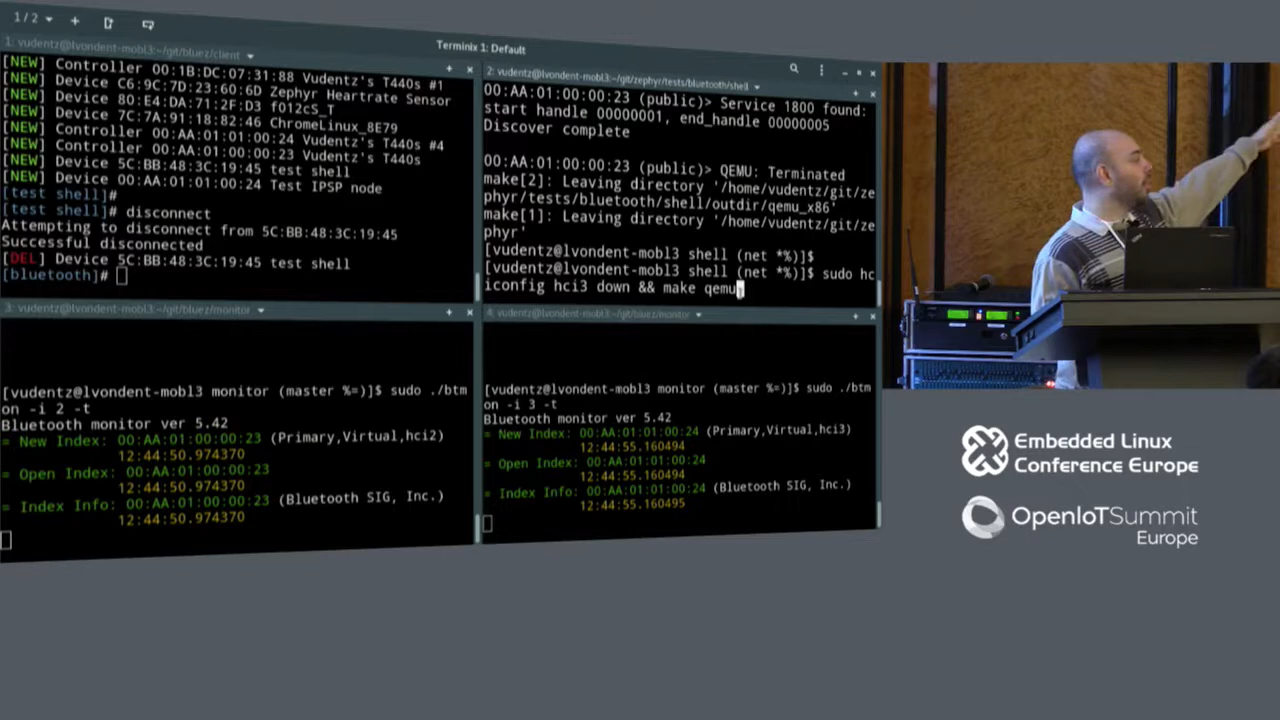 1/2
Terminix 1: Default
1: vudentz@lvondent-mobl3:~/git/bluez/client
[NEW] Controller 00:1B:DC:07:31:88 Vudentz's T440s #1
[NEW] Device C6:9C:7D:23:60:6D Zephyr Heartrate Sensor
[NEW] Device 80:E4:DA:71:2F:D3 f012cS_T
[NEW] Device 7C:7A:91:18:82:46 ChromeLinux_8E79
[NEW] Controller 00:AA:01:01:00:24 Vudentz's T440s #4
[NEW] Controller 00:AA:01:00:00:23 Vudentz's T440s
[NEW] Device 5C:BB:48:3C:19:45 test shell
[NEW] Device 00:AA:01:01:00:24 Test IPSP node
[test shell]#
[test shell]# disconnect
Attempting to disconnect from 5C:BB:48:3C:19:45
Successful disconnected
[DEL] Device 5C:BB:48:3C:19:45 test shell
[bluetooth]#
2: vudentz@lvondent-mobl3:~/git/zephyr/tests/bluetooth/shell
00:AA:01:00:00:23 (public)> Service 1800 found:
start handle 00000001, end_handle 00000005
Discover complete
00:AA:01:00:00:23 (public)> QEMU: Terminated
make[2]: Leaving directory '/home/vudentz/git/ze
phyr/tests/bluetooth/shell/outdir/qemu_x86'
make[1]: Leaving directory '/home/vudentz/git/ze
phyr'
[vudentz@lvondent-mobl3 shell (net *%)]$
[vudentz@lvondent-mobl3 shell (net *%)]$ sudo hc
iconfig hci3 down && make qemu
3: vudentz@lvondent-mobl3:~/git/bluez/monitor
[vudentz@lvondent-mobl3 monitor (master %=)]$ sudo ./btm
on -i 2 -t
Bluetooth monitor ver 5.42
= New Index: 00:AA:01:00:00:23 (Primary,Virtual,hci2)
12:44:50.974370
= Open Index: 00:AA:01:00:00:23
12:44:50.974370
= Index Info: 00:AA:01:00:00:23 (Bluetooth SIG, Inc.)
12:44:50.974370
4: vudentz@lvondent-mobl3:~/git/bluez/monitor
[vudentz@lvondent-mobl3 monitor (master %=)]$ sudo ./btm
on -i 3 -t
Bluetooth monitor ver 5.42
= New Index: 00:AA:01:01:00:24 (Primary,Virtual,hci3)
12:44:55.160494
= Open Index: 00:AA:01:01:00:24
12:44:55.160494
= Index Info: 00:AA:01:01:00:24 (Bluetooth SIG, Inc.)
12:44:55.160495
Embedded Linux
Conference Europe
OpenIoTSummit
Europe